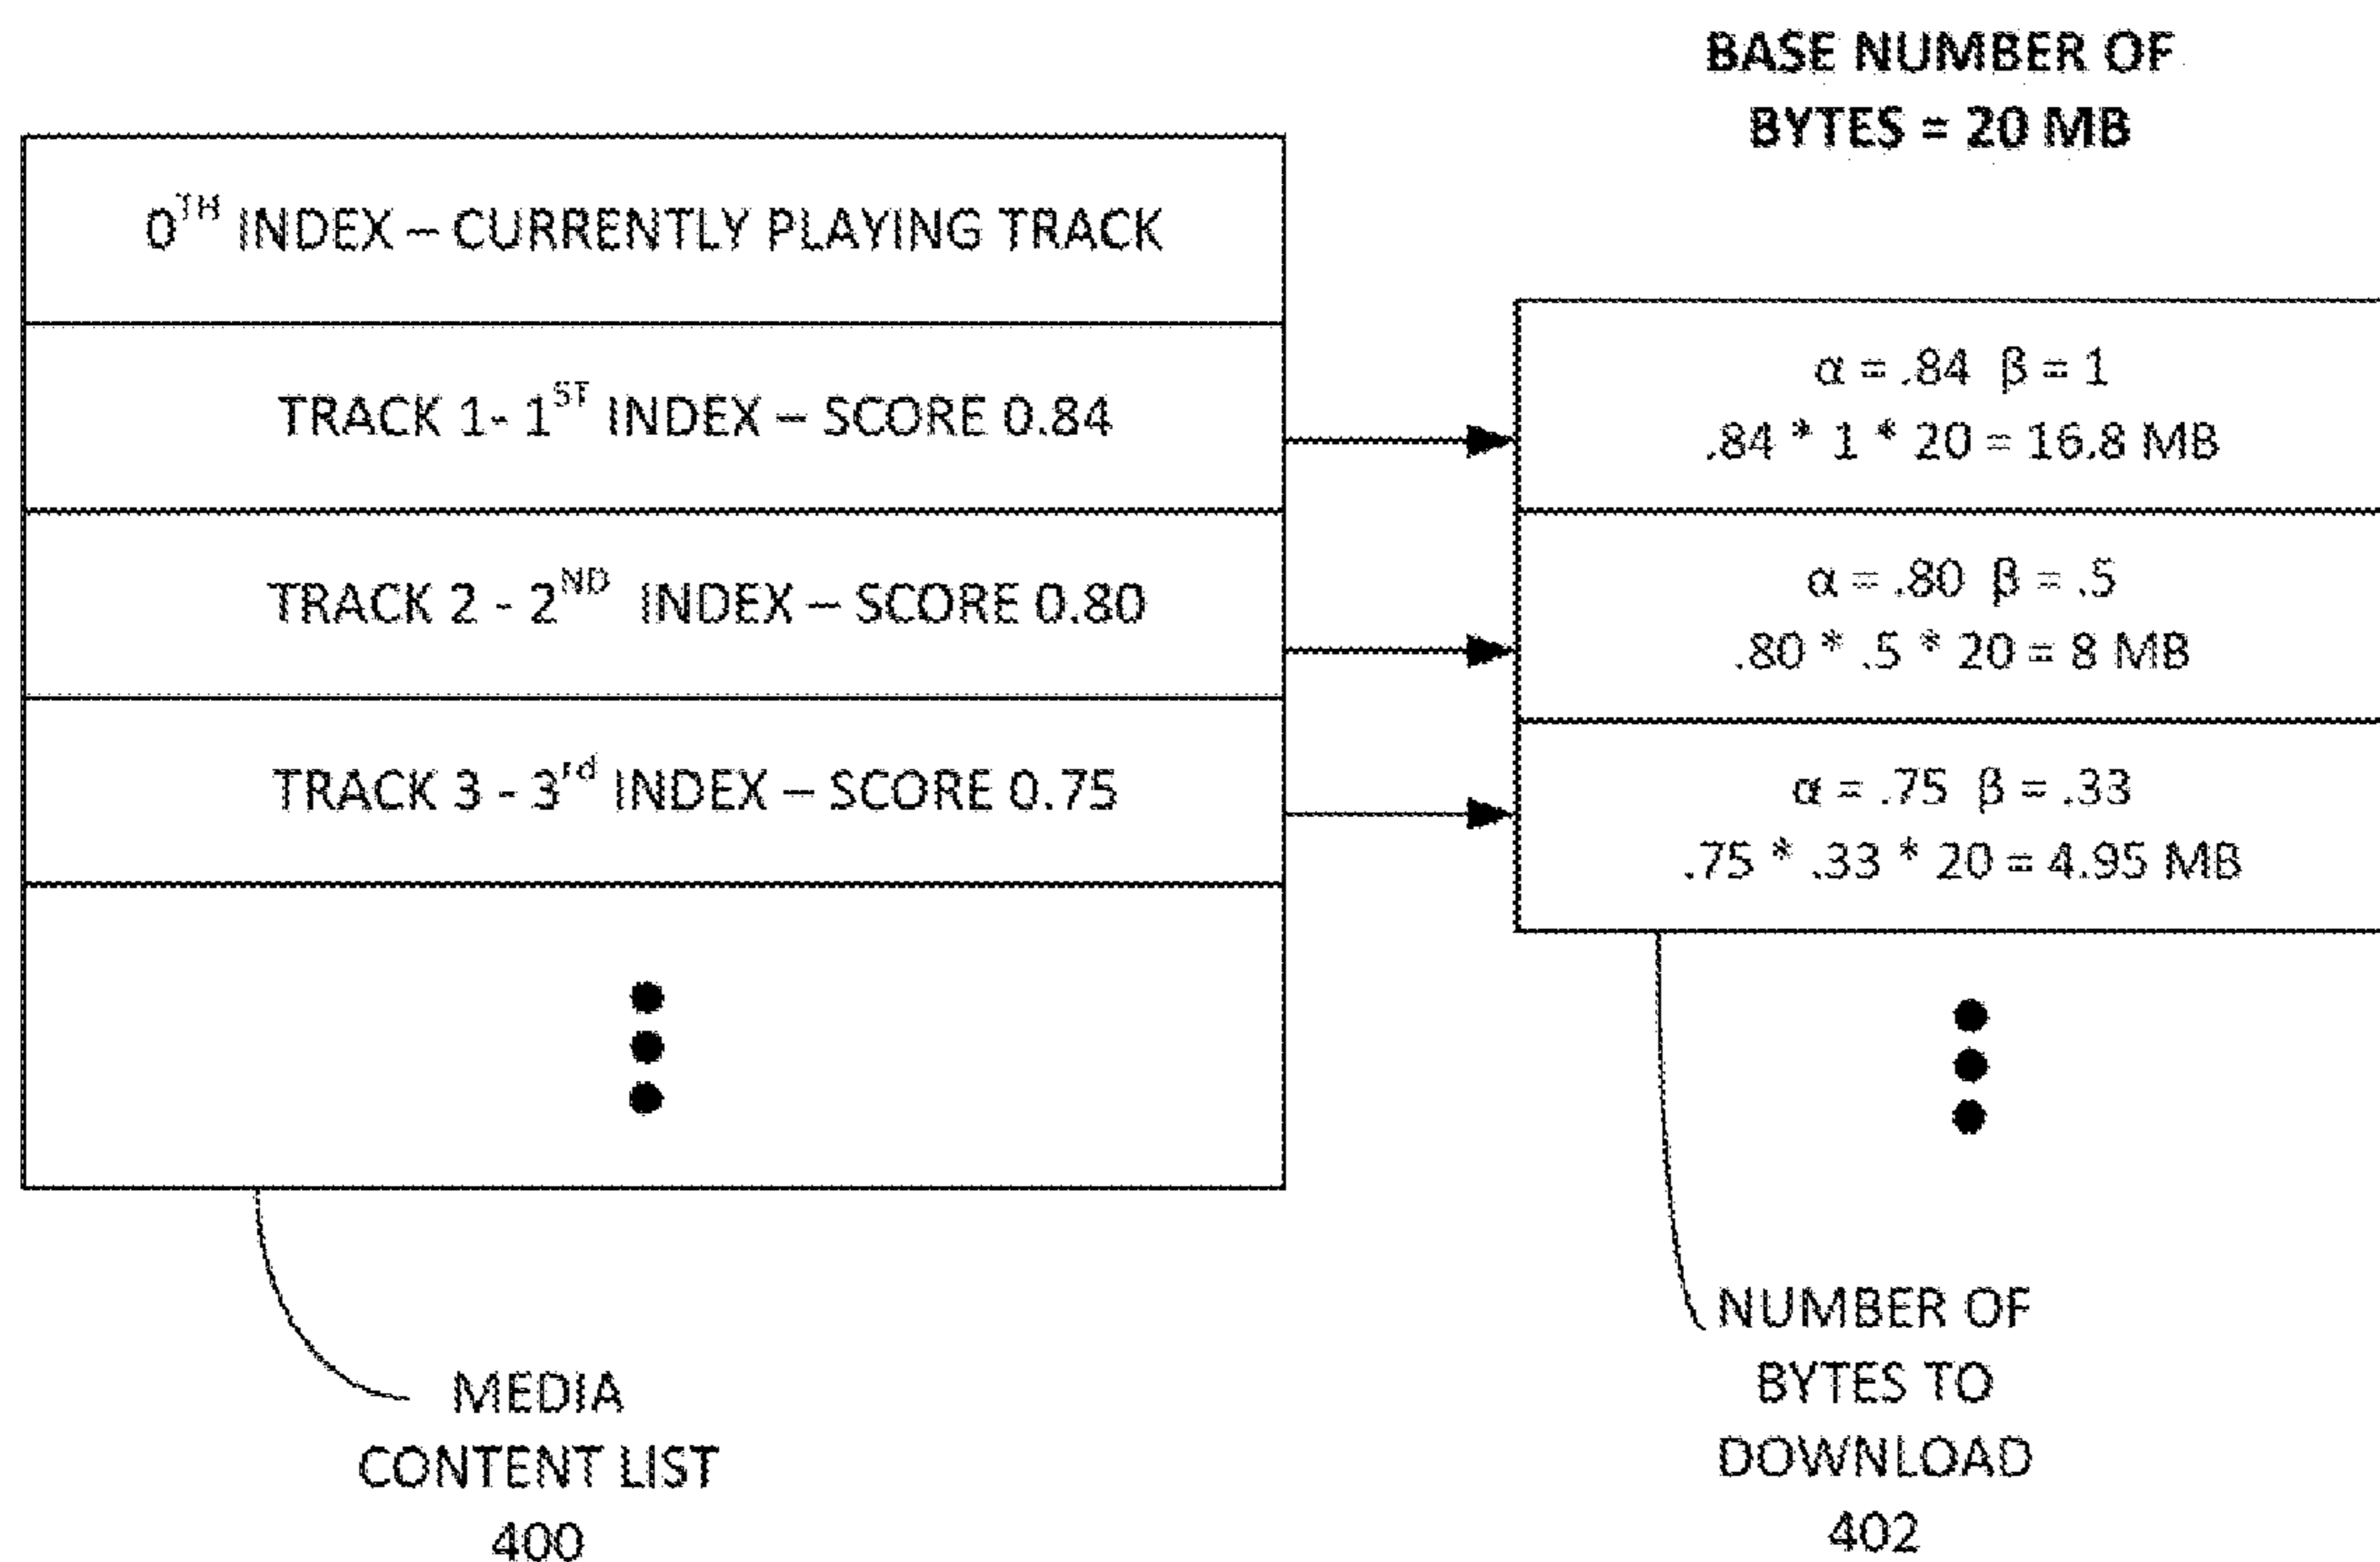 BASE NUMBER OF
BYTES = 20 MB
0TH INDEX – CURRENTLY PLAYING TRACK
TRACK 1- 1ST INDEX – SCORE 0.84
TRACK 2 - 2ND INDEX – SCORE 0.80
TRACK 3 - 3rd INDEX – SCORE 0.75
α = .84 β = 1
.84 * 1 * 20 = 16.8 MB
α = .80 β = .5
.80 * .5 * 20 = 8 MB
α = .75 β = .33
.75 * .33 * 20 = 4.95 MB
MEDIA
CONTENT LIST
400
NUMBER OF
BYTES TO
DOWNLOAD
402